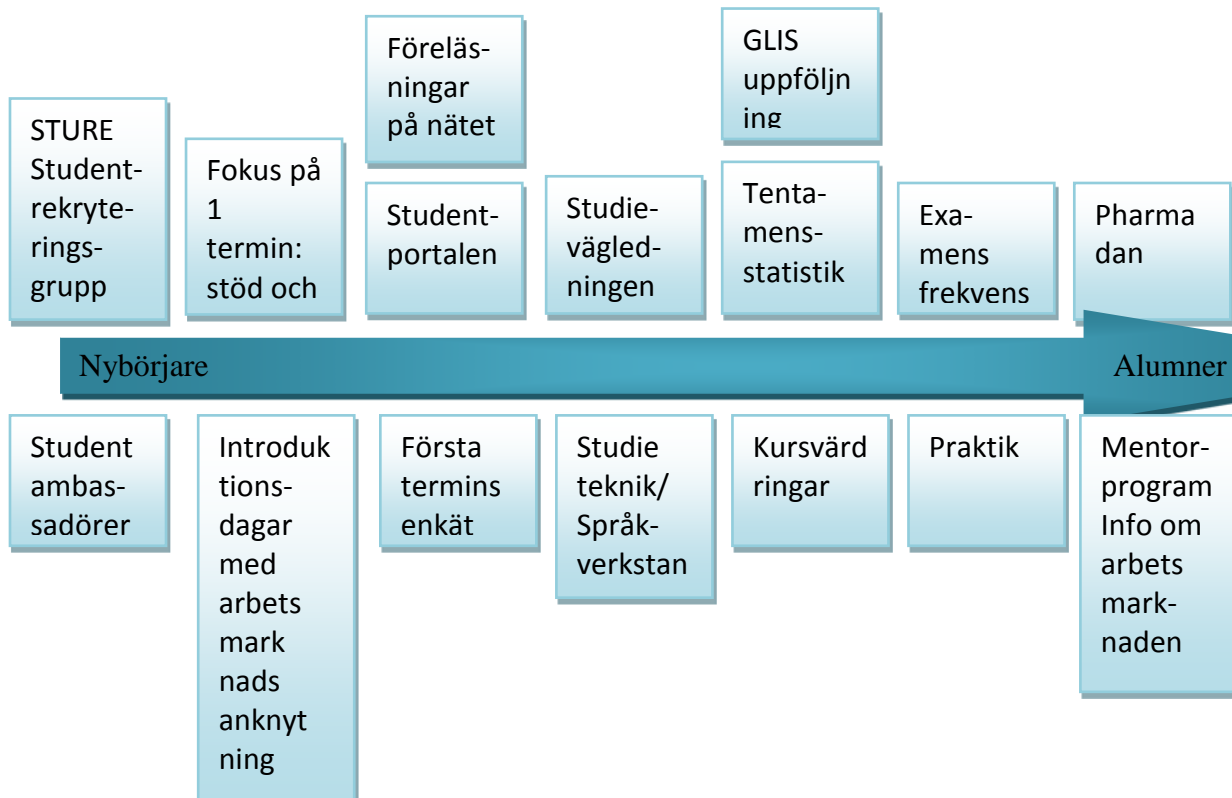 STURE
Student-
rekryte-
rings-
grupp
Fokus på
1
termin:
stöd och
Föreläs-
ningar
på nätet
Student-
portalen
Studie-
vägled-
ningen
GLIS
uppföljn
ing
Tenta-
mens-
statistik
Exa-
mens
frekvens
Pharma
dan
Nybörjare
Alumner
Student
ambas-
sadörer
Introduk
tions-
dagar
med
arbets
mark
nads
anknyt
ning
Första
termins
enkät
Studie
teknik/
Språk-
verkstan
Kursvärd
ringar
Praktik
Mentor-
program
Info om
arbets
mark-
naden